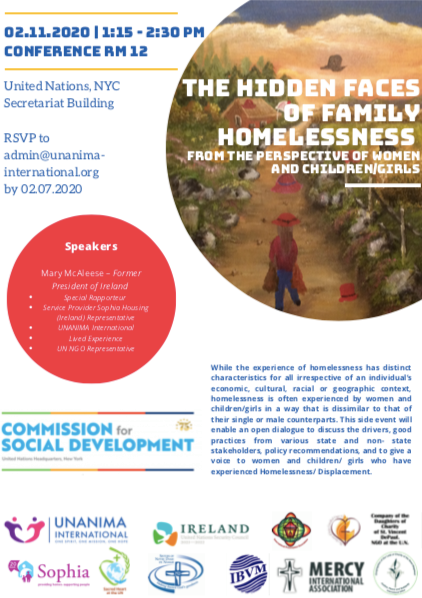 02.11.2020 | 1:15 - 2:30 PM
CONFERENCE RM 12
United Nations, NYC
Secretariat Building
RSVP to
admin@unanima-
international.org
by 02.07.2020
THE HIDDEN FACES
OF FAMILY
HOMELESSNESS
FROM THE PERSPECTIVE OF WOMEN
AND CHILDREN/GIRLS
Speakers
Mary McAleese – Former
President of Ireland
• Special Rapporteur
• Service Provider Sophia Housing
(Ireland) Representative
• UNANIMA International
• Lived Experience
• UN NGO Representative
While the experience of homelessness has distinct
characteristics for all irrespective of an individual's
economic, cultural, racial or geographic context,
homelessness is often experienced by women and
children/girls in a way that is dissimilar to that of
their single or male counterparts. This side event will
enable an open dialogue to discuss the drivers, good
practices from various state and non- state
stakeholders, policy recommendations, and to give a
voice to women and children/ girls who have
experienced Homelessness/ Displacement.
COMMISSION for
SOCIAL DEVELOPMENT
United Nations Headquarters, New York
75
UNANIMA
INTERNATIONAL
IRELAND
Company of the
Daughters of
Charity of
St. Vincent
DePaul,
NGO at the U.N.
Sophia
IBVM
MERCY
INTERNATIONAL
ASSOCIATION